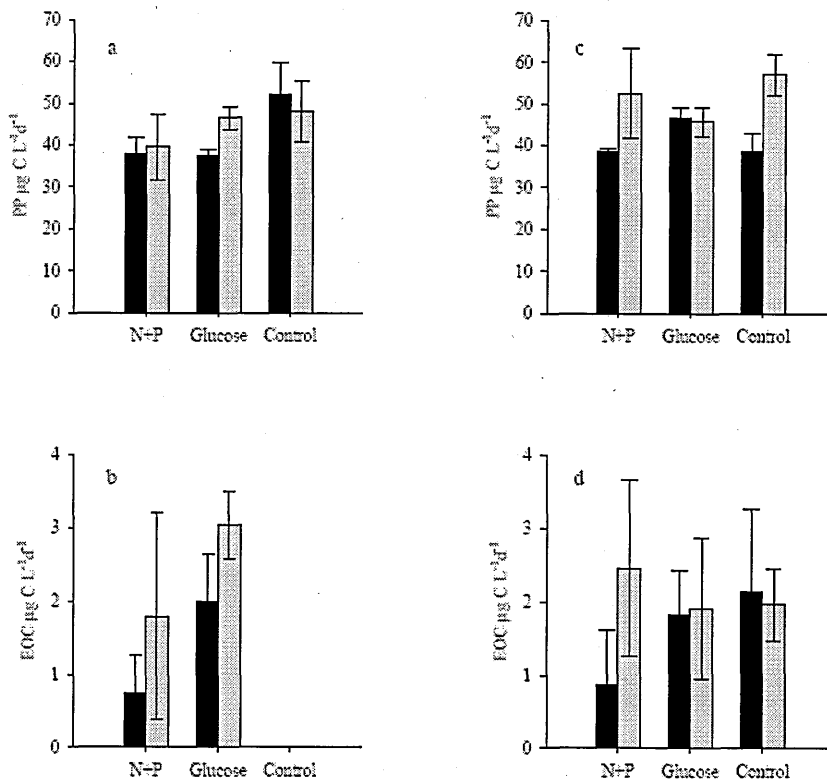 a
PP µg C L⁻¹d⁻¹
70
60
50
40
30
20
10
0
N+P Glucose Control
c
PP µg C L⁻¹d⁻¹
70
60
50
40
30
20
10
0
N+P Glucose Control
b
EOC µg C L⁻¹d⁻¹
4
3
2
1
0
N+P Glucose Control
d
EOC µg C L⁻¹d⁻¹
4
3
2
1
0
N+P Glucose Control